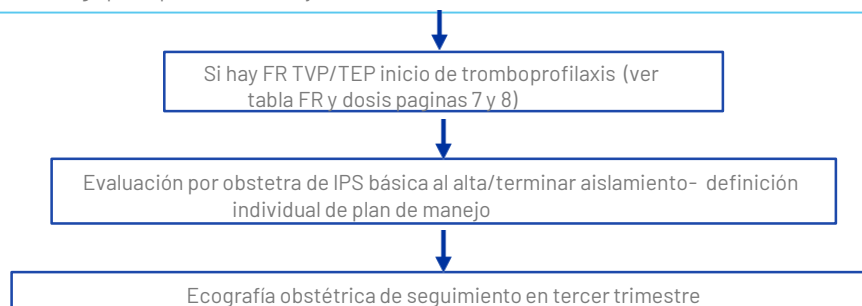 Si hay FR TVP/TEP inicio de tromboprofilaxis (ver
tabla FR y dosis paginas 7 y 8)
Evaluación por obstetra de IPS básica al alta/terminar aislamiento- definición
individual de plan de manejo
Ecografía obstétrica de seguimiento en tercer trimestre